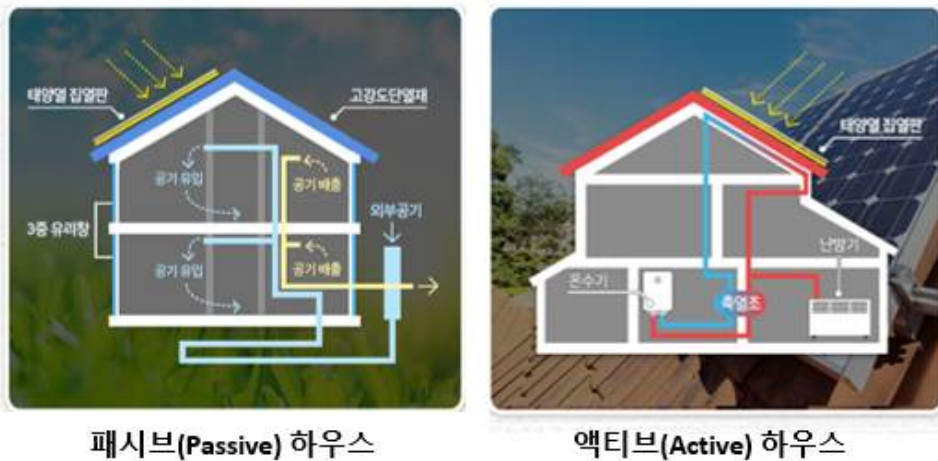 태양열 집열판
고강도단열재
공기 유입
공기 배출
외부공기
3중 유리창
공기 유입
공기 배출
패시브(Passive) 하우스
태양열 집열판
난방기
온수기
축열조
액티브(Active) 하우스